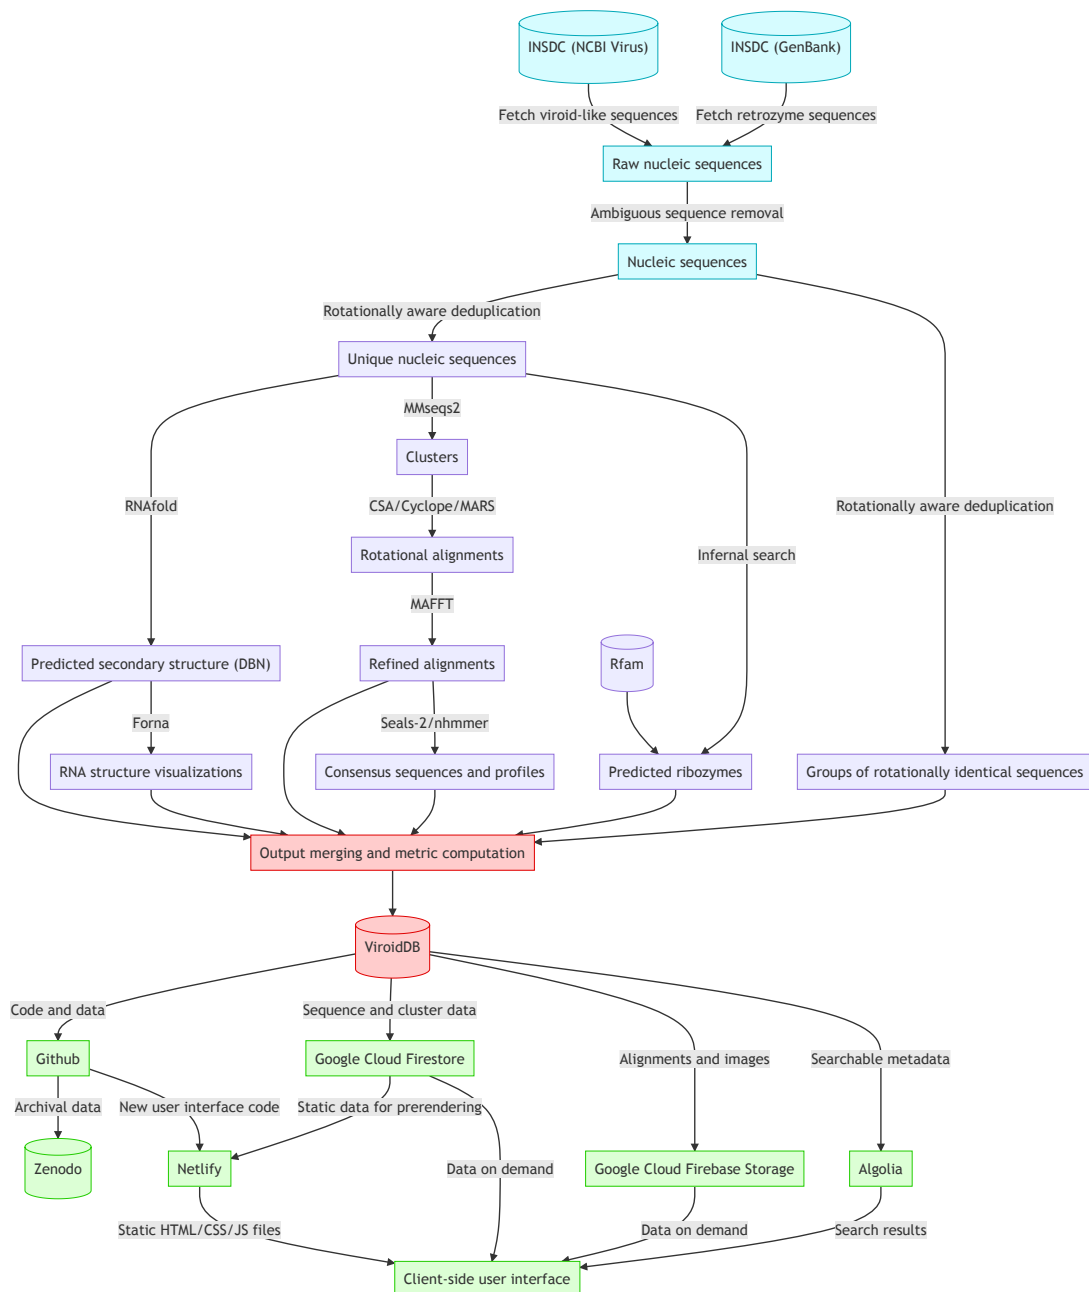 INSDC (NCBI Virus)
INSDC (GenBank)
Fetch viroid-like sequences
Fetch retrozyme sequences
Raw nucleic sequences
Ambiguous sequence removal
Nucleic sequences
Rotationally aware deduplication
Unique nucleic sequences
MMseqs2
Clusters
RNAfold
CSA/Cyclope/MARS
Rotationally aware deduplication
Rotational alignments
Infernal search
MAFFT
Predicted secondary structure (DBN)
Refined alignments
Rfam
Forna
Seals-2/nhmmer
RNA structure visualizations
Consensus sequences and profiles
Predicted ribozymes
Groups of rotationally identical sequences
Output merging and metric computation
ViroidDB
Code and data
Sequence and cluster data
Github
Google Cloud Firestore
Alignments and images
Searchable metadata
Archival data
New user interface code
Static data for prerendering
Zenodo
Netlify
Data on demand
Google Cloud Firebase Storage
Algolia
Static HTML/CSS/JS files
Data on demand
Search results
Client-side user interface